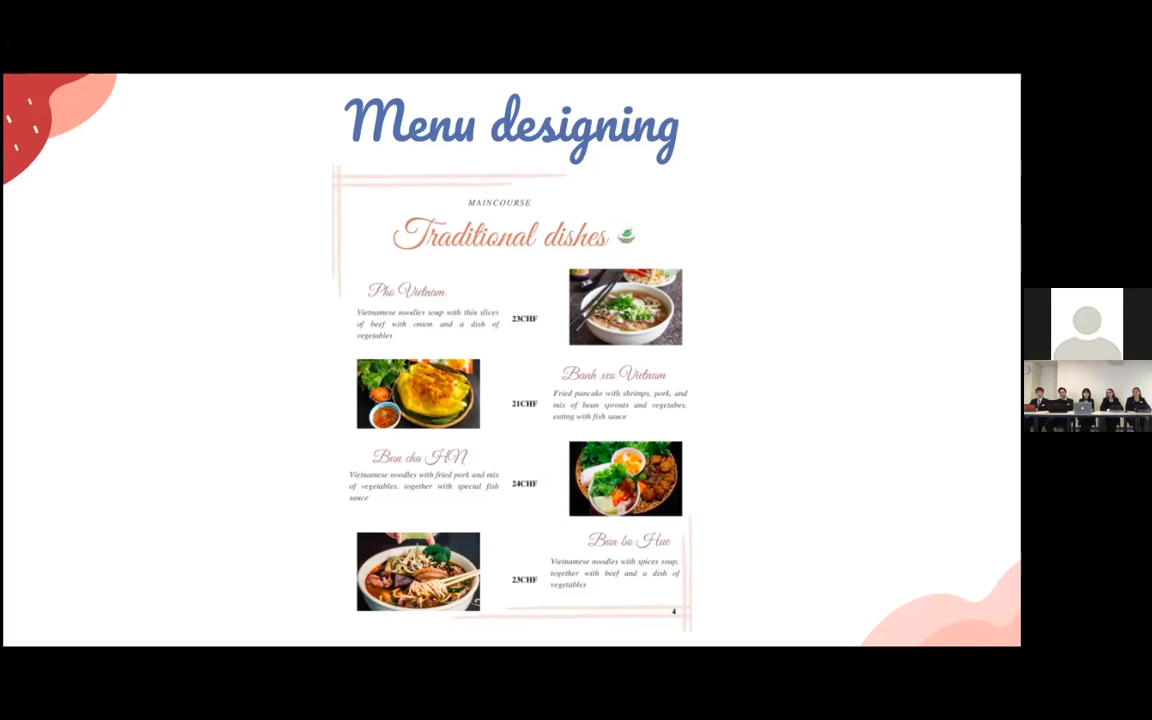 Menu designing
MAINCOURSE
Traditional dishes
Pho Vietnam
Vietnamese noodles soup with thin slices
of beef with onion and a dish of
vegetables
23CHF
Banh xeo Vietnam
Fried pancake with shrimps, pork, and
mix of bean sprouts and vegetabes,
eating with fish sauce
21CHF
Bun cha HN
Vietnamese noodles with fried pork and mix
of vegetables. together with special fish
sauce
24CHF
Bun bo Hue
Vietnamese noodles with spices soup,
together with beef and a dish of
vegetables
23CHF
4